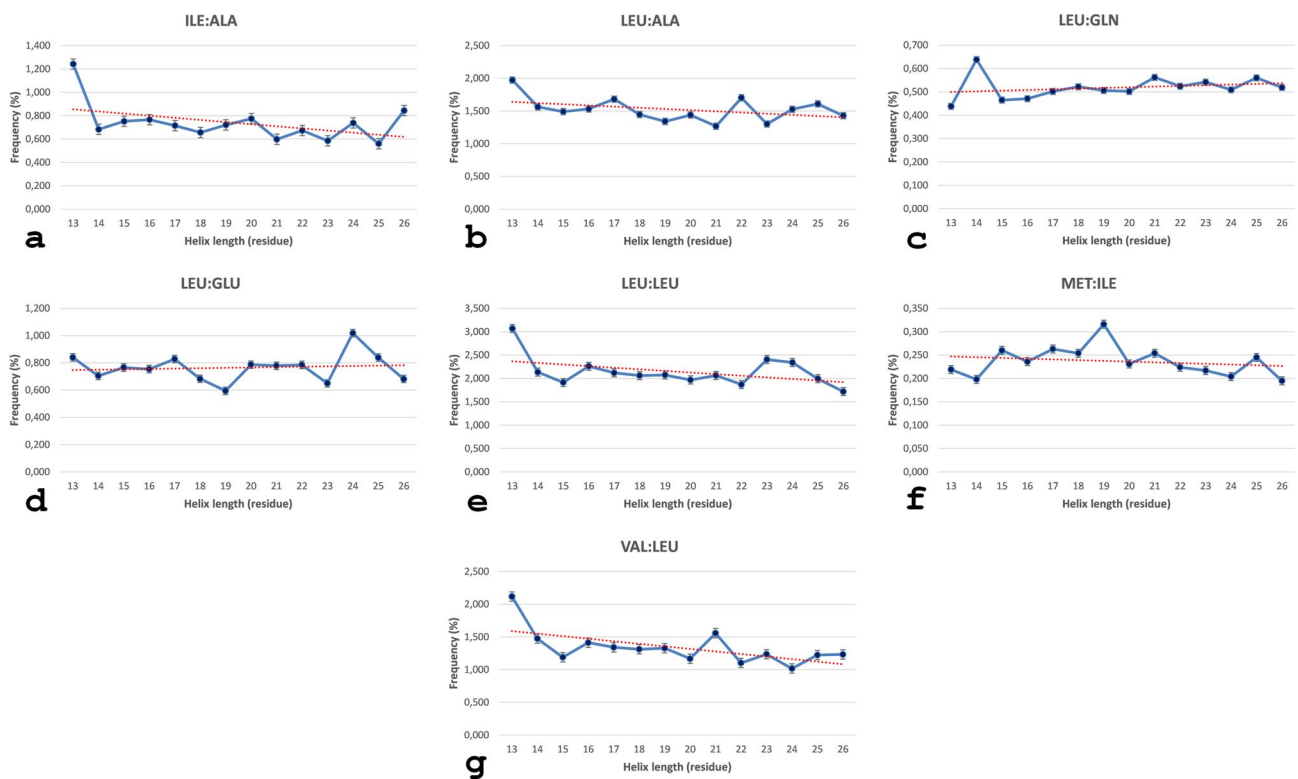 ILE:ALA
Frequency (%)
1,400
1,200
1,000
0,800
0,600
0,400
0,200
0,000
13 14 15 16 17 18 19 20 21 22 23 24 25 26
Helix length (residue)
a
LEU:ALA
Frequency (%)
2,500
2,000
1,500
1,000
0,500
0,000
13 14 15 16 17 18 19 20 21 22 23 24 25 26
Helix length (residue)
b
LEU:GLN
Frequency (%)
0,700
0,600
0,500
0,400
0,300
0,200
0,100
0,000
13 14 15 16 17 18 19 20 21 22 23 24 25 26
Helix length (residue)
c
LEU:GLU
Frequency (%)
1,200
1,000
0,800
0,600
0,400
0,200
0,000
13 14 15 16 17 18 19 20 21 22 23 24 25 26
Helix length (residue)
d
LEU:LEU
Frequency (%)
3,500
3,000
2,500
2,000
1,500
1,000
0,500
0,000
13 14 15 16 17 18 19 20 21 22 23 24 25 26
Helix length (residue)
e
MET:ILE
Frequency (%)
0,350
0,300
0,250
0,200
0,150
0,100
0,050
0,000
13 14 15 16 17 18 19 20 21 22 23 24 25 26
Helix length (residue)
f
VAL:LEU
Frequency (%)
2,500
2,000
1,500
1,000
0,500
0,000
13 14 15 16 17 18 19 20 21 22 23 24 25 26
Helix length (residue)
g